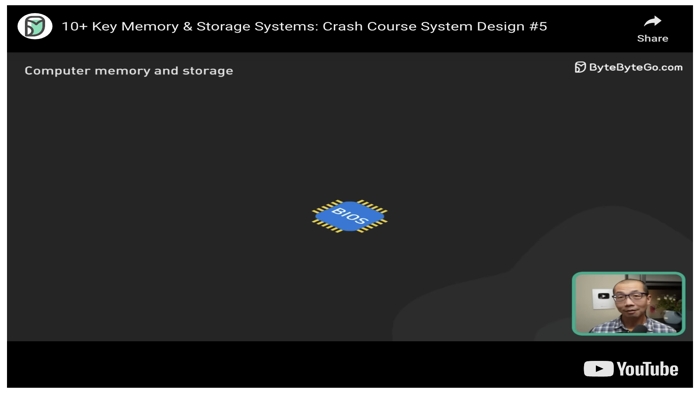 10+ Key Memory & Storage Systems: Crash Course System Design #5
Share
Computer memory and storage
ByteByteGo.com
BIOS
YouTube